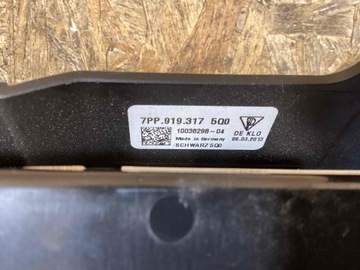 7PP.919.317 5Q0
10036298-04
Made in Germany
SCHWARZ 5Q0
DE KLO
05.03.2013